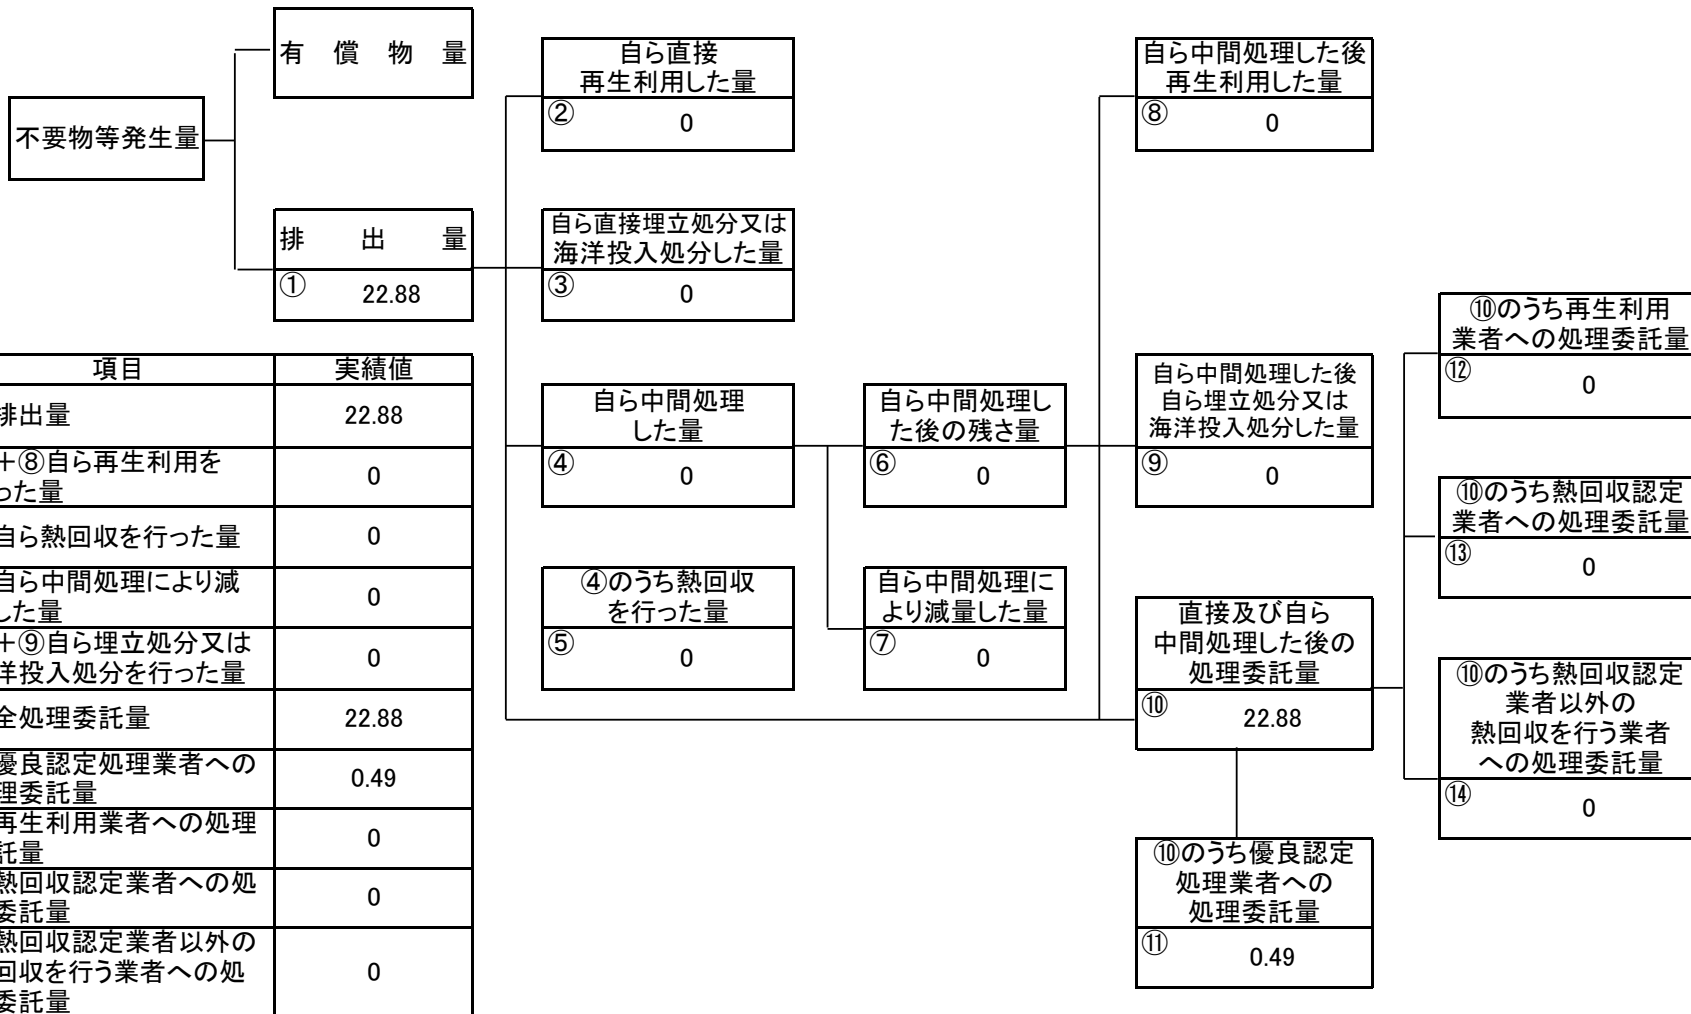 不要物等発生量
有償物量
排出量
① 22.88
自ら直接
再生利用した量
② 0
自ら直接埋立処分又は
海洋投入処分した量
③ 0
自ら中間処理
した量
④ 0
④のうち熱回収
を行った量
⑤ 0
自ら中間処理し
た後の残さ量
⑥ 0
自ら中間処理に
より減量した量
⑦ 0
自ら中間処理した後
再生利用した量
⑧ 0
自ら中間処理した後
自ら埋立処分又は
海洋投入処分した量
⑨ 0
直接及び自ら
中間処理した後の
処理委託量
⑩ 22.88
⑩のうち優良認定
処理業者への
処理委託量
⑪ 0.49
⑩のうち再生利用
業者への処理委託量
⑫ 0
⑩のうち熱回収認定
業者への処理委託量
⑬ 0
⑩のうち熱回収認定
業者以外の
熱回収を行う業者
への処理委託量
⑭ 0
項目 実績値
排出量 22.88
+⑧自ら再生利用を
った量 0
自ら熱回収を行った量 0
自ら中間処理により減
した量 0
+⑨自ら埋立処分又は
洋投入処分を行った量 0
全処理委託量 22.88
優良認定処理業者への
理委託量 0.49
再生利用業者への処理
託量 0
熱回収認定業者への処
委託量 0
熱回収認定業者以外の
回収を行う業者への処
委託量 0